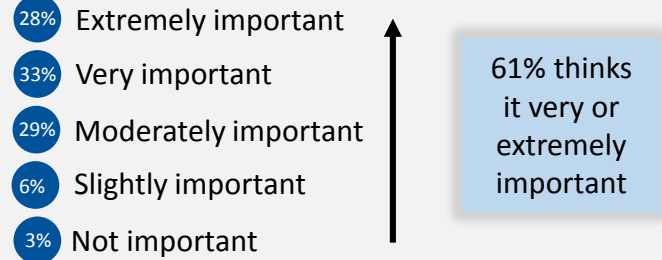 28% Extremely important
33% Very important
29% Moderately important
6% Slightly important
3% Not important
61% thinks
it very or
extremely
important